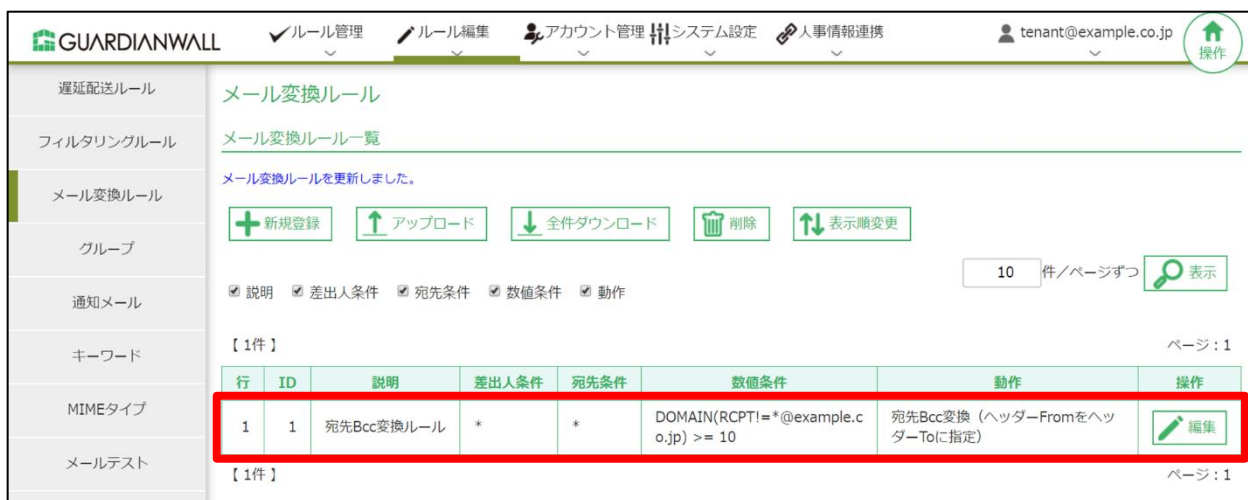 GUARDIANWALL
ルール管理 ルール編集 アカウント管理 システム設定 人事情報連携 tenant@example.co.jp 操作
遅延配送ルール
フィルタリングルール
メール変換ルール
グループ
通知メール
キーワード
MIMEタイプ
メールテスト
メール変換ルール
メール変換ルール一覧
メール変換ルールを更新しました。
新規登録 アップロード 全件ダウンロード 削除 表示順変更
10 件/ページずつ 表示
説明 差出人条件 宛先条件 数値条件 動作
【 1件 】 ページ:1
行 ID 説明 差出人条件 宛先条件 数値条件 動作 操作
1 1 宛先Bcc変換ルール * * DOMAIN(RCPT!=*@example.c 宛先Bcc変換(ヘッダーFromをヘッ 編集
o.jp) >= 10 ダーToに指定)
【 1件 】 ページ:1